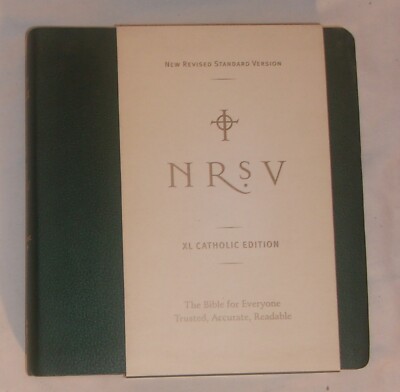 New Revised Standard Version
NRSV
XL CATHOLIC EDITION
The Bible for Everyone
Trusted, Accurate, Readable